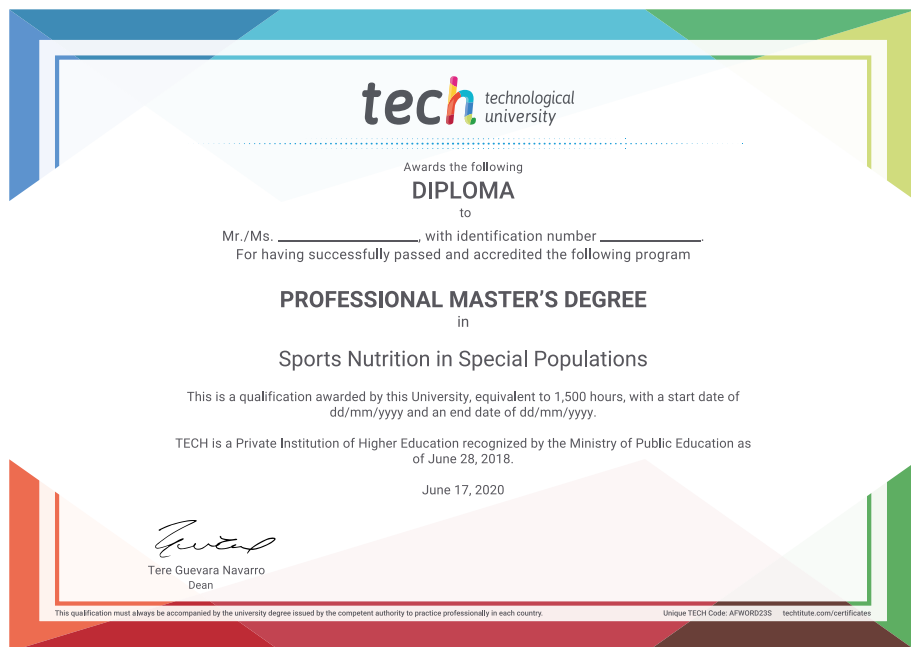 tech technological
university
Awards the following
DIPLOMA
to
Mr./Ms. ____________________, with identification number ______________.
For having successfully passed and accredited the following program
PROFESSIONAL MASTER'S DEGREE
in
Sports Nutrition in Special Populations
This is a qualification awarded by this University, equivalent to 1,500 hours, with a start date of
dd/mm/yyyy and an end date of dd/mm/yyyy.
TECH is a Private Institution of Higher Education recognized by the Ministry of Public Education as
of June 28, 2018.
June 17, 2020
Tere Guevara Navarro
Dean
This qualification must always be accompanied by the university degree issued by the competent authority to practice professionally in each country. Unique TECH Code: AFWORD23S techtitute.com/certificates